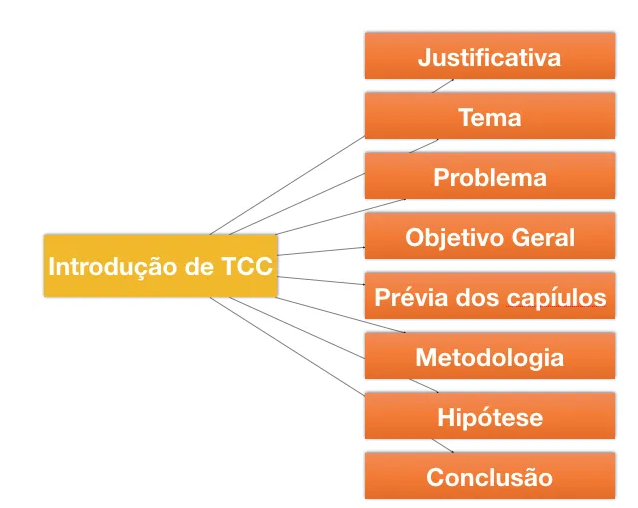 Justificativa
Tema
Problema
Objetivo Geral
Introdução de TCC
Prévia dos capíulos
Metodologia
Hipótese
Conclusão